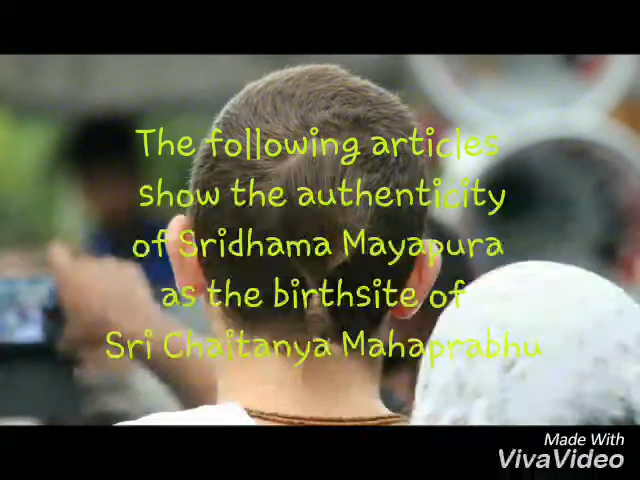 The following articles
show the authenticity
of Sridhama Mayapura
as the birthsite of
Sri Chaitanya Mahaprabhu
Made With
VivaVideo